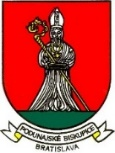 PODUNAJSKÉ BISKUPICE
BRATISLAVA